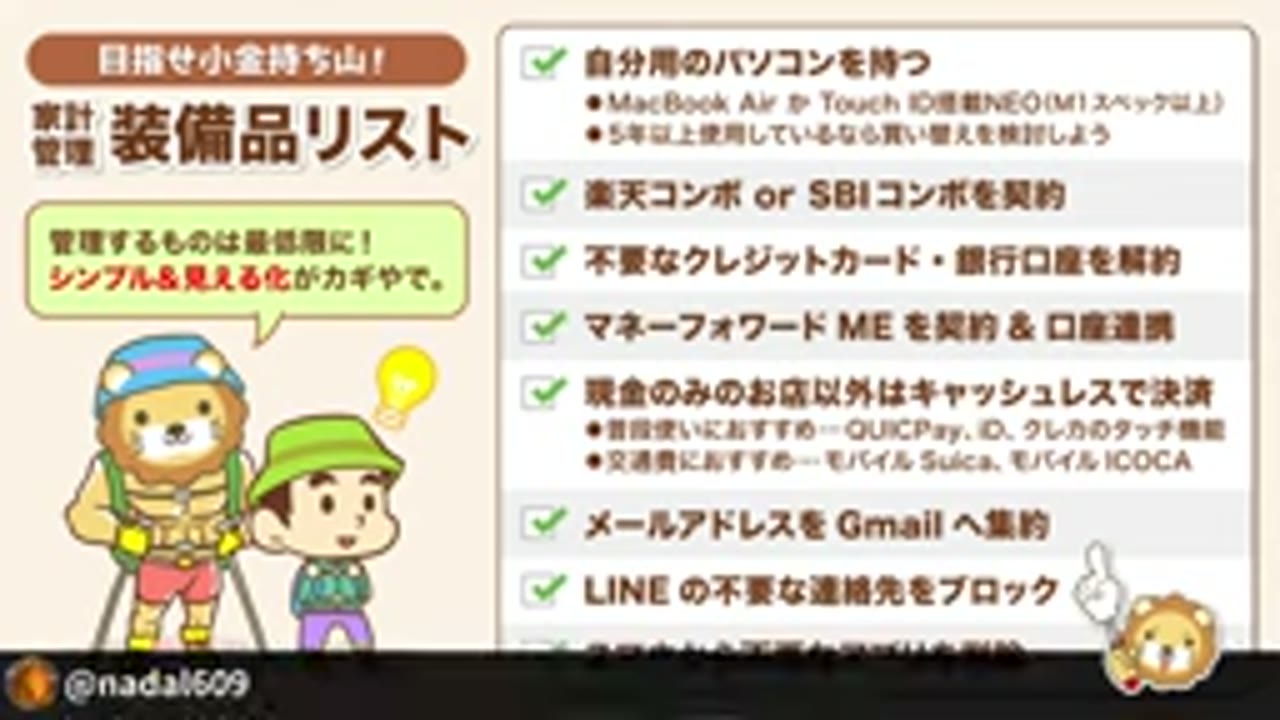 目指せ小金持ち山!
家計管理 装備品リスト
管理するものは最低限に!
シンプル&見える化がカギやで。
自分用のパソコンを持つ
●MacBook Air か Touch ID搭載NEO(M1スペック以上)
●5年以上使用しているなら買い替えを検討しよう
楽天コンボ or SBIコンボを契約
不要なクレジットカード・銀行口座を解約
マネーフォワード ME を契約 & 口座連携
現金のみのお店以外はキャッシュレスで決済
●普段使いにおすすめ…QUICPay、iD、クレカのタッチ機能
●交通費におすすめ…モバイル Suica、モバイル ICOCA
メールアドレスを Gmail へ集約
LINE の不要な連絡先をブロック
@nadal609